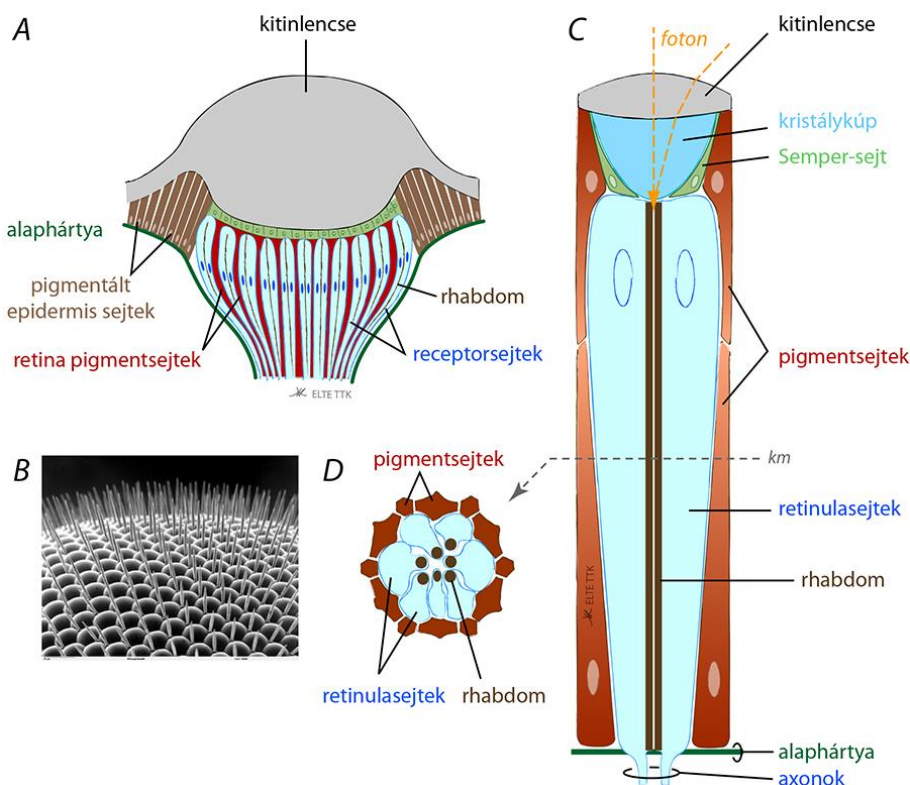 A
kitinlencse
alaphártya
pigmentált
epidermis sejtek
retina pigmentsejtek
rhabdom
receptorsejtek
ELTE TTK
B
D
pigmentsejtek
retinulasejtek
rhabdom
C
foton
kitinlencse
kristálykúp
Semper-sejt
pigmentsejtek
km
retinulasejtek
rhabdom
ELTE TTK
alaphártya
axonok